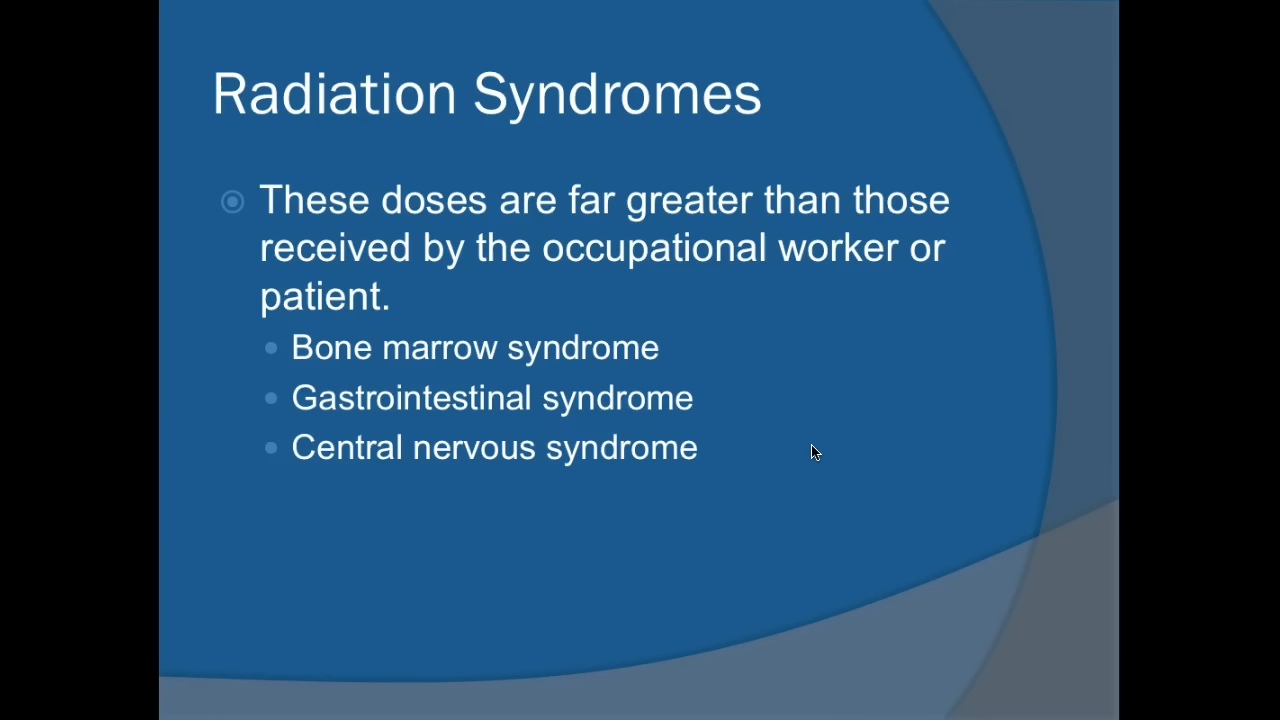 Radiation Syndromes
These doses are far greater than those
received by the occupational worker or
patient.
Bone marrow syndrome
Gastrointestinal syndrome
Central nervous syndrome